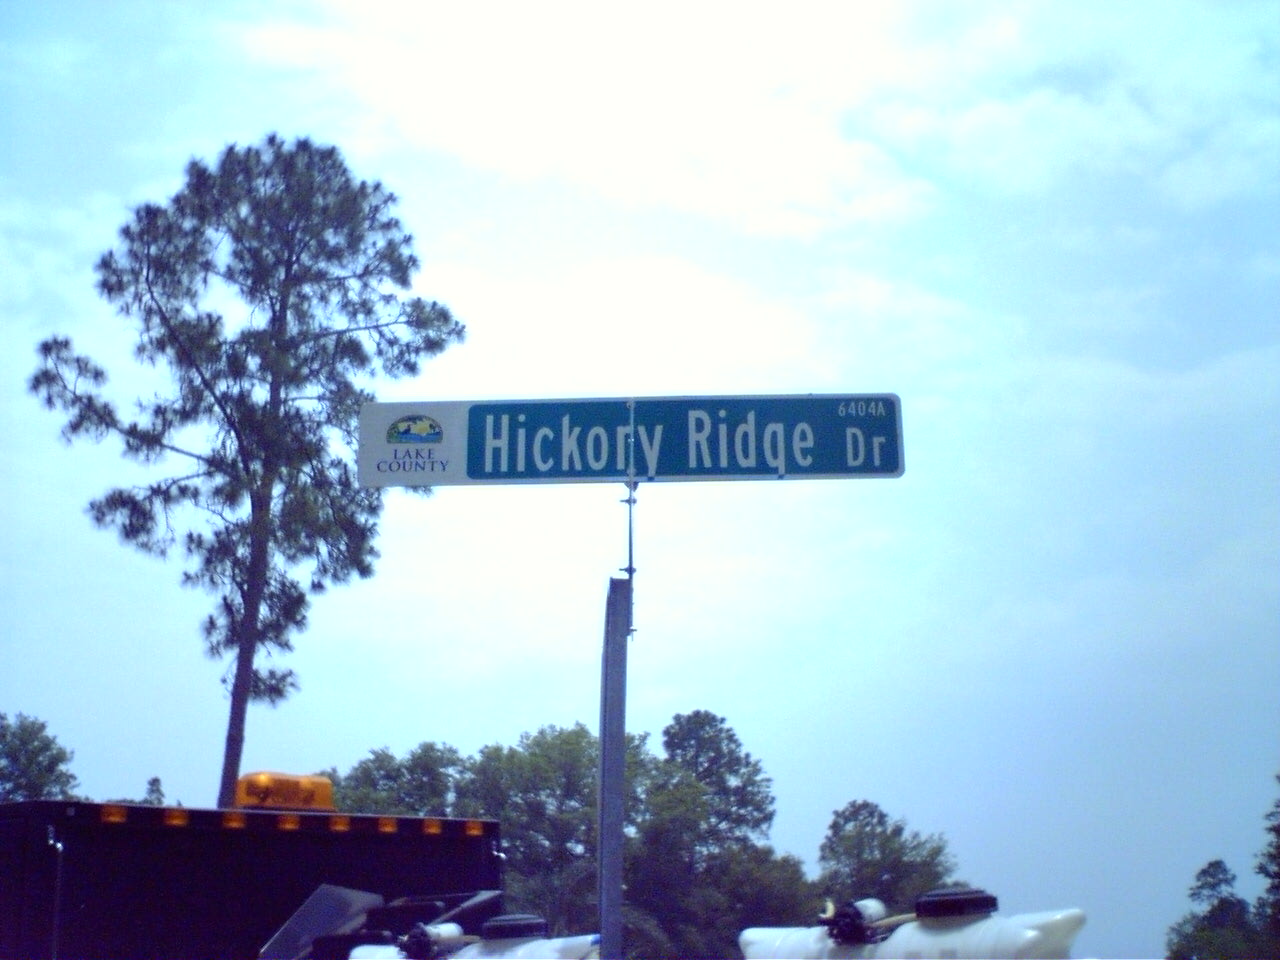 LAKE
COUNTY
Hickory Ridge Dr
6404A